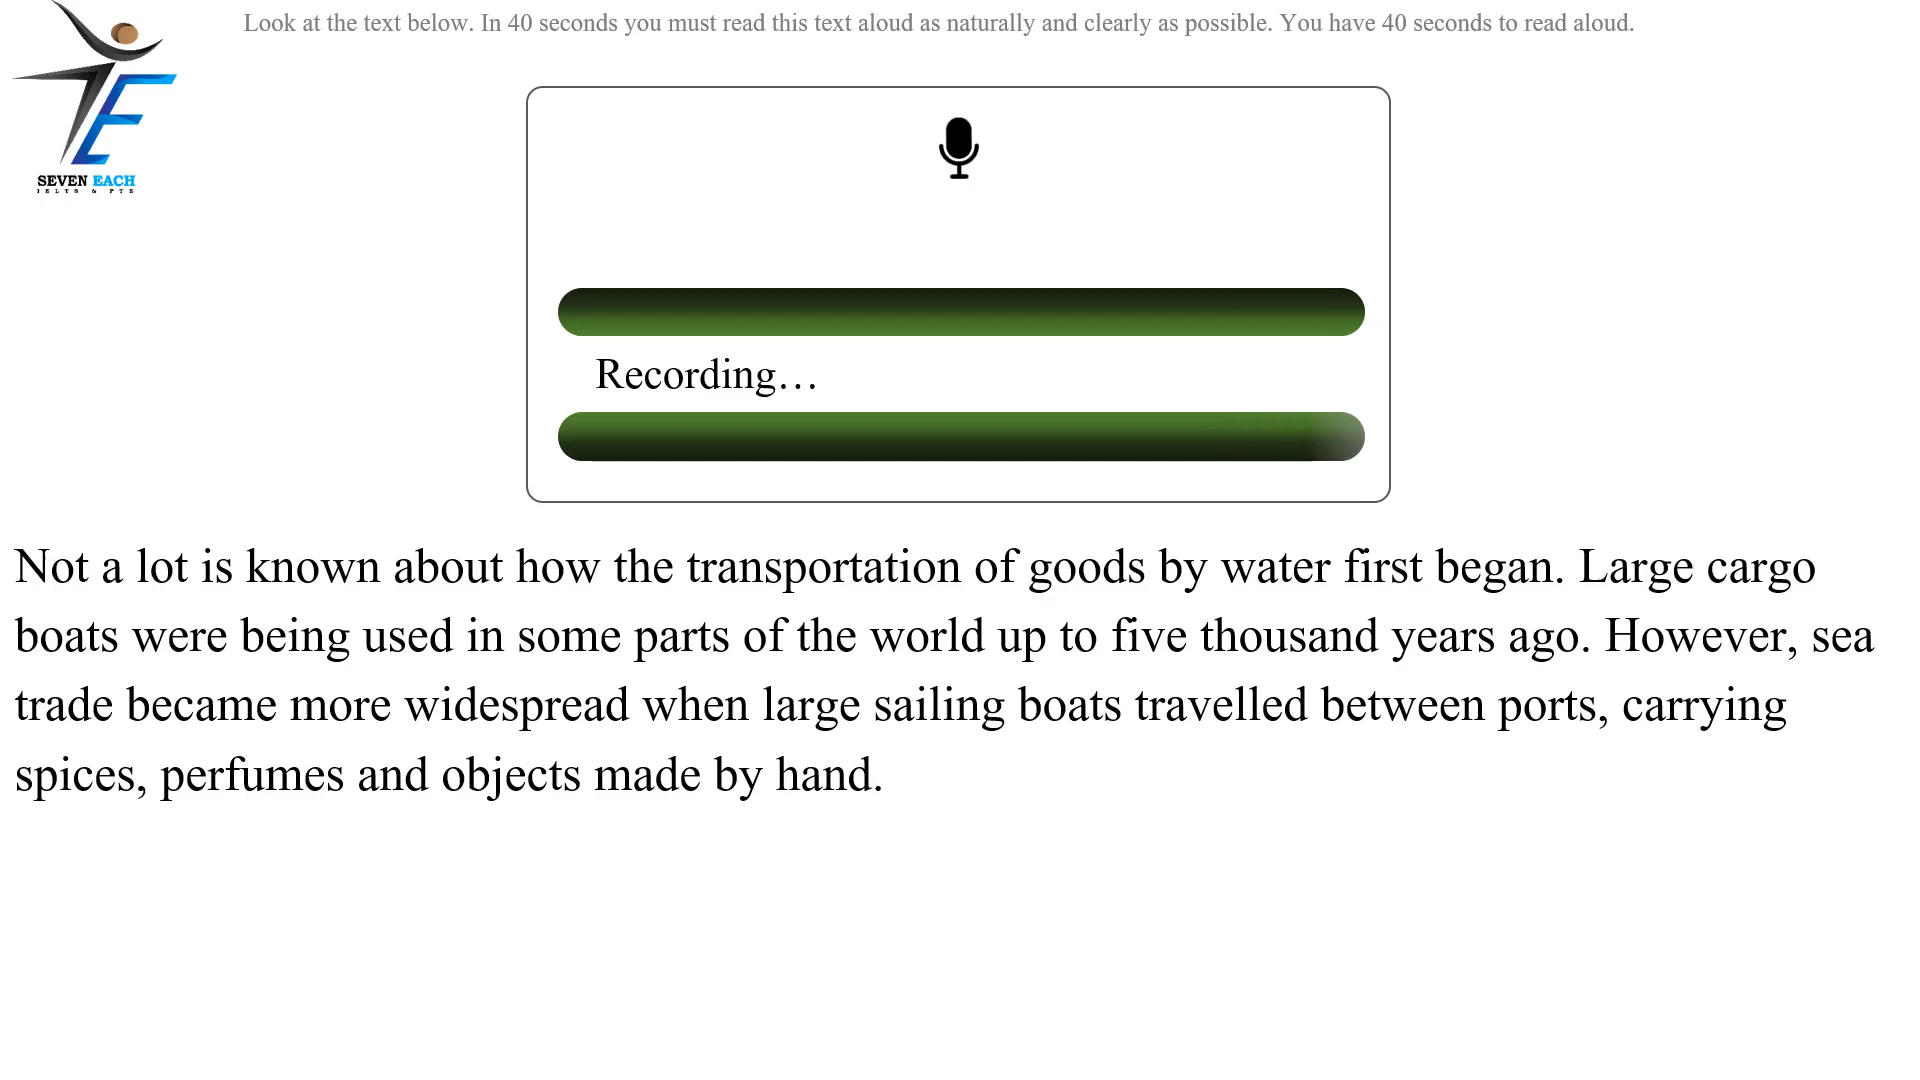 Look at the text below. In 40 seconds you must read this text aloud as naturally and clearly as possible. You have 40 seconds to read aloud.
SEVEN EACH
IELTS & PTE
Recording…
Not a lot is known about how the transportation of goods by water first began. Large cargo
boats were being used in some parts of the world up to five thousand years ago. However, sea
trade became more widespread when large sailing boats travelled between ports, carrying
spices, perfumes and objects made by hand.